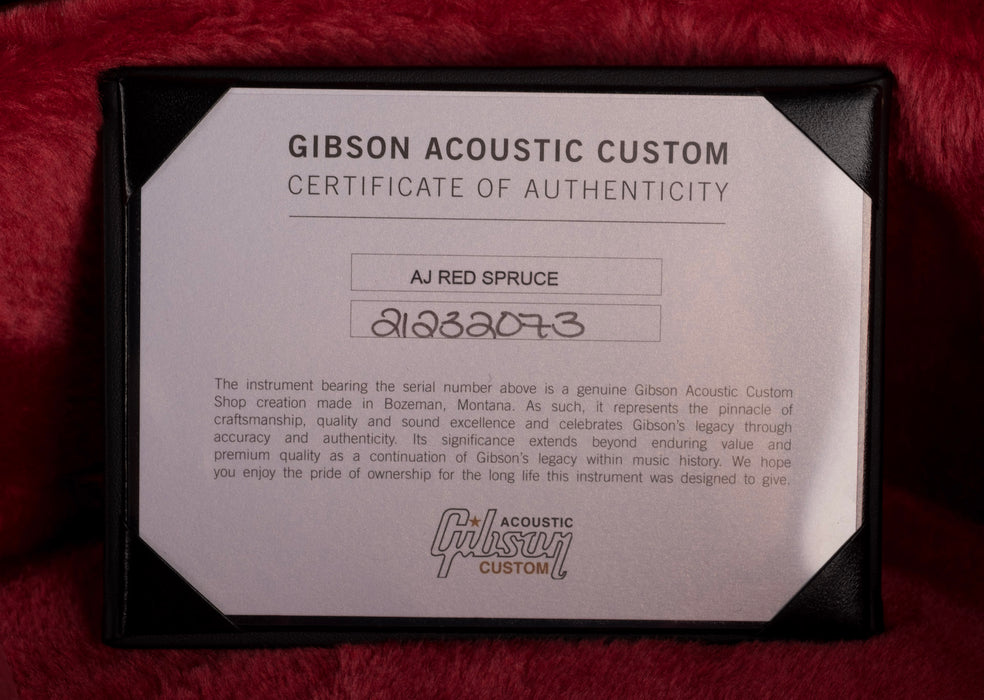 GIBSON ACOUSTIC CUSTOM
CERTIFICATE OF AUTHENTICITY
AJ RED SPRUCE
21232073
The instrument bearing the serial number above is a genuine Gibson Acoustic Custom
Shop creation made in Bozeman, Montana. As such, it represents the pinnacle of
craftsmanship, quality and sound excellence and celebrates Gibson's legacy through
accuracy and authenticity. Its significance extends beyond enduring value and
premium quality as a continuation of Gibson's legacy within music history. We hope
you enjoy the pride of ownership for the long life this instrument was designed to give.
ACOUSTIC
Gibson
CUSTOM